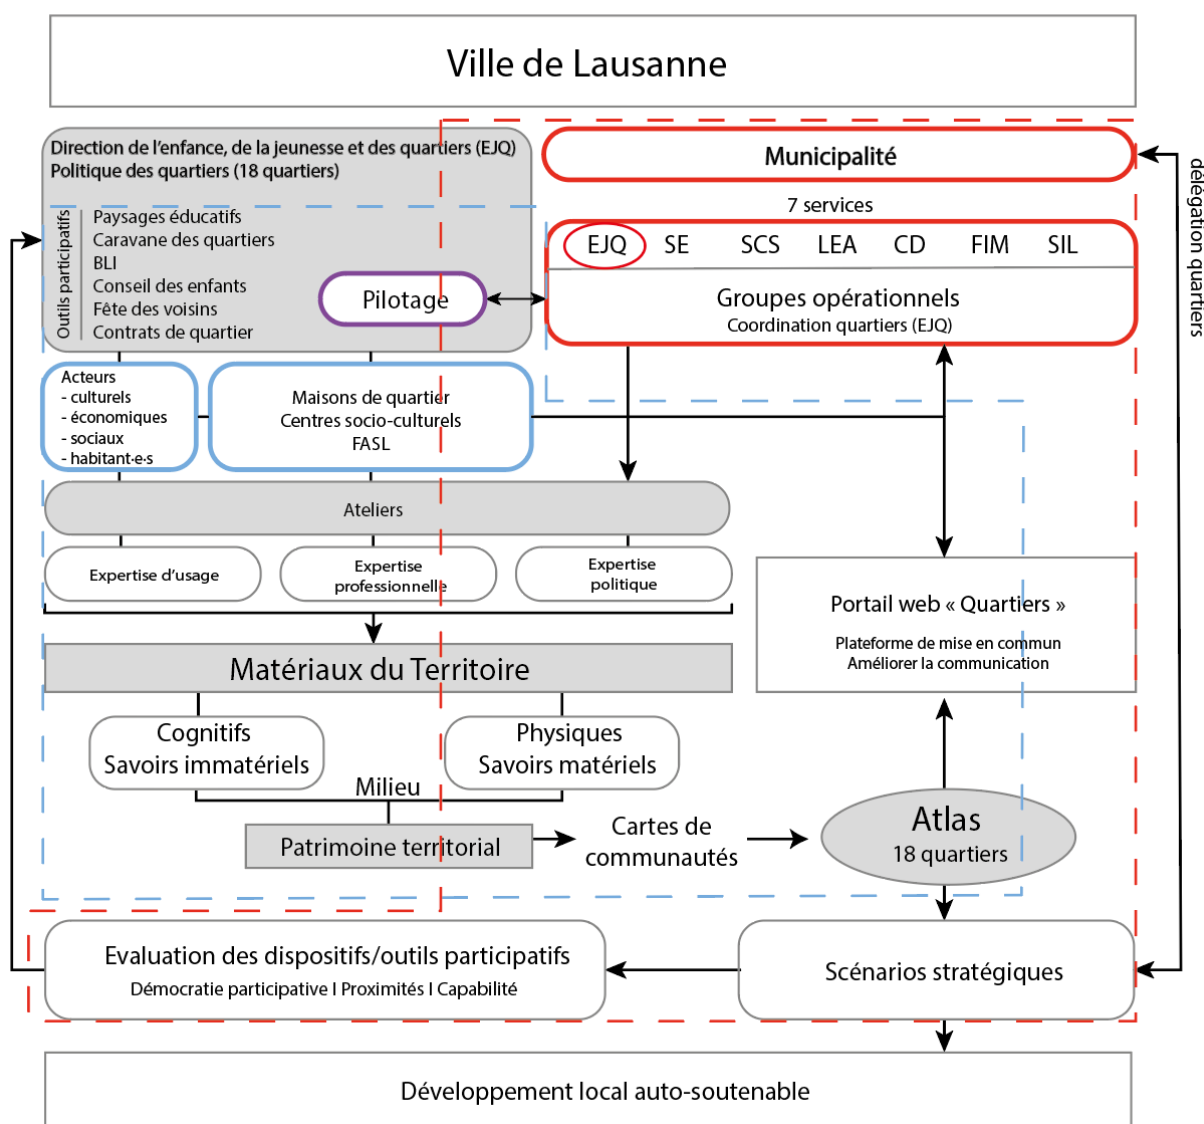 Ville de Lausanne
Direction de l'enfance, de la jeunesse et des quartiers (EJQ)
Politique des quartiers (18 quartiers)
Outils participatifs
Paysages éducatifs
Caravane des quartiers
BLI
Conseil des enfants
Fête des voisins
Contrats de quartier
Pilotage
Municipalité
délégation quartiers
7 services
EJQ SE SCS LEA CD FIM SIL
Groupes opérationnels
Coordination quartiers (EJQ)
Acteurs
- culturels
- économiques
- sociaux
- habitant·e·s
Maisons de quartier
Centres socio-culturels
FASL
Ateliers
Expertise d'usage
Expertise
professionnelle
Expertise
politique
Portail web « Quartiers »
Plateforme de mise en commun
Améliorer la communication
Matériaux du Territoire
Cognitifs
Savoirs immatériels
Physiques
Savoirs matériels
Milieu
Patrimoine territorial
Cartes de
communautés
Atlas
18 quartiers
Evaluation des dispositifs/outils participatifs
Démocratie participative I Proximités I Capabilité
Scénarios stratégiques
Développement local auto-soutenable